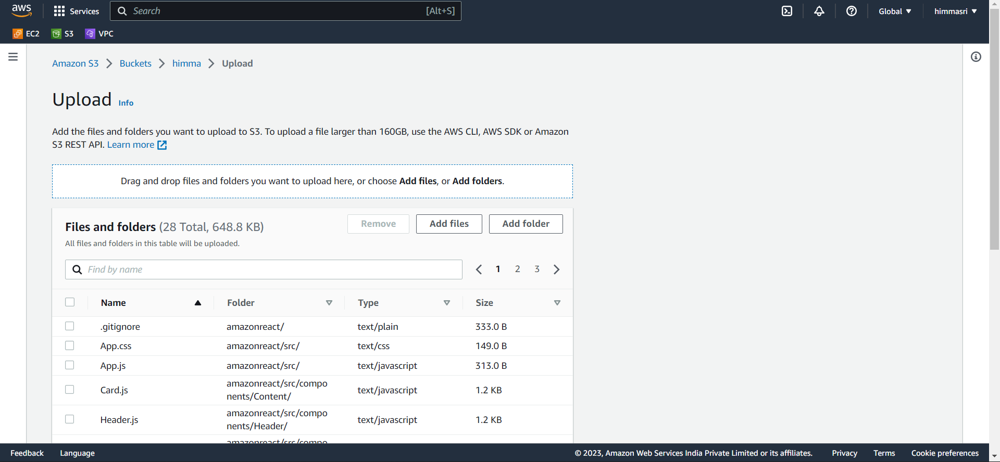 aws Services Search [Alt+S] Global himmasri
EC2 S3 VPC
Amazon S3 Buckets himma Upload
Upload Info
Add the files and folders you want to upload to S3. To upload a file larger than 160GB, use the AWS CLI, AWS SDK or Amazon
S3 REST API. Learn more
Drag and drop files and folders you want to upload here, or choose Add files, or Add folders.
Files and folders (28 Total, 648.8 KB) Remove Add files Add folder
All files and folders in this table will be uploaded.
Find by name 1 2 3
Name Folder Type Size
.gitignore amazonreact/ text/plain 333.0 B
App.css amazonreact/src/ text/css 149.0 B
App.js amazonreact/src/ text/javascript 313.0 B
Card.js amazonreact/src/compo
nents/Content/ text/javascript 1.2 KB
Header.js amazonreact/src/compo
nents/Header/ text/javascript 1.2 KB
amazonreact/src/compo
Feedback Language © 2023, Amazon Web Services India Private Limited or its affiliates. Privacy Terms Cookie preferences